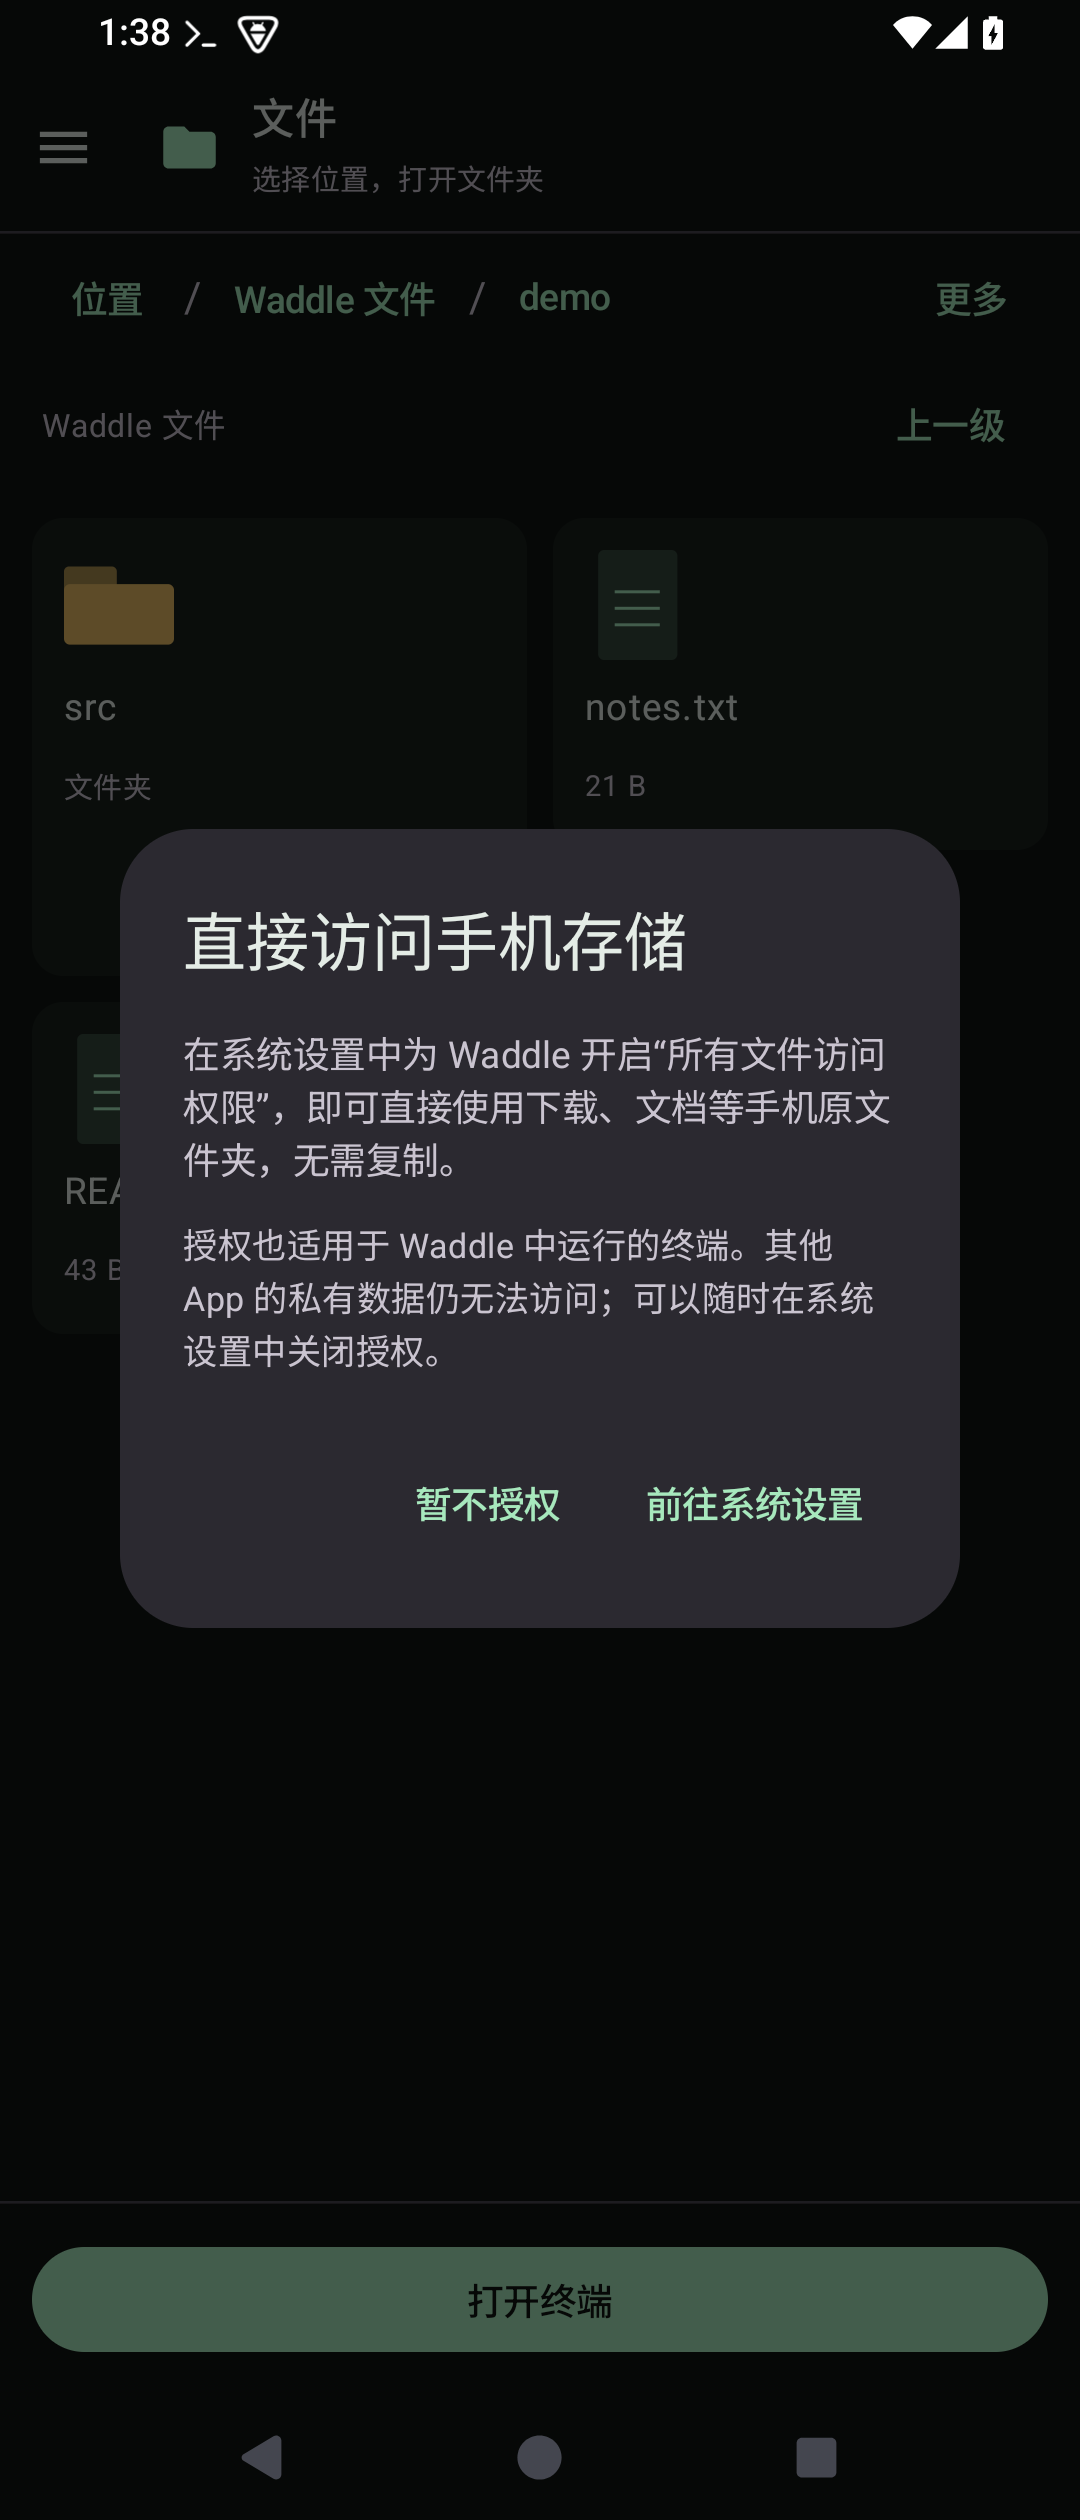 1:38
文件
选择位置，打开文件夹
位置 / Waddle 文件 / demo 更多
Waddle 文件 上一级
src
文件夹
notes.txt
21 B
直接访问手机存储
在系统设置中为 Waddle 开启“所有文件访问
权限”，即可直接使用下载、文档等手机原文
件夹，无需复制。
授权也适用于 Waddle 中运行的终端。其他
App 的私有数据仍无法访问；可以随时在系统
设置中关闭授权。
暂不授权 前往系统设置
43 B
打开终端